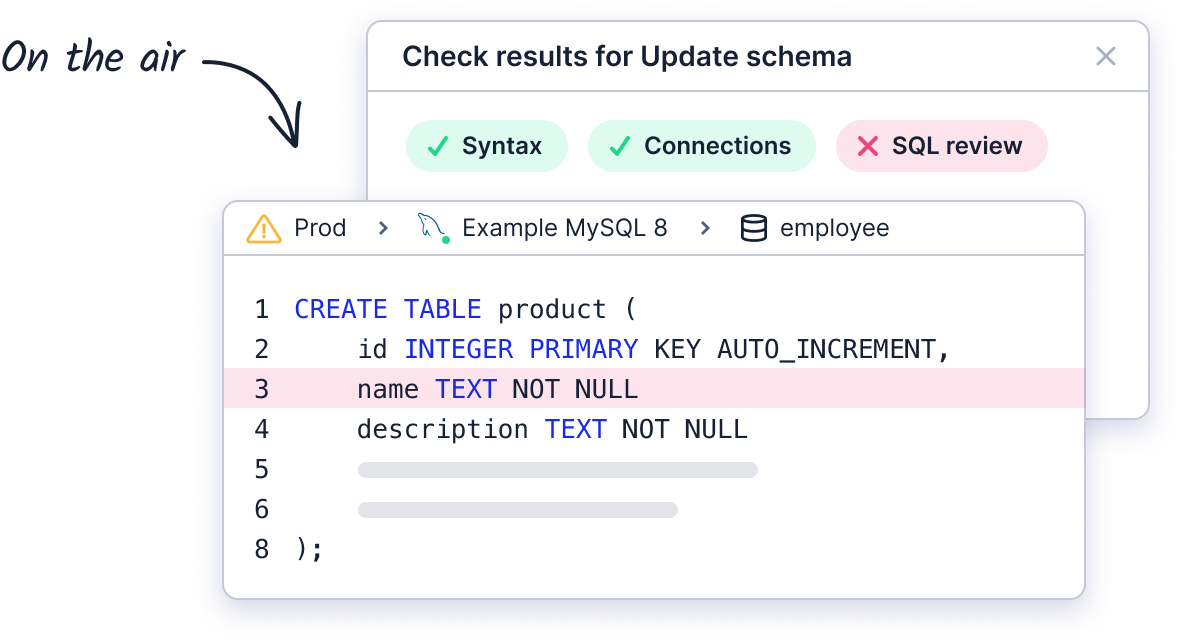 On the air
Check results for Update schema
Syntax
Connections
SQL review
Prod > Example MySQL 8 > employee
1 CREATE TABLE product (
2 id INTEGER PRIMARY KEY AUTO_INCREMENT,
3 name TEXT NOT NULL
4 description TEXT NOT NULL
5
6
8 );